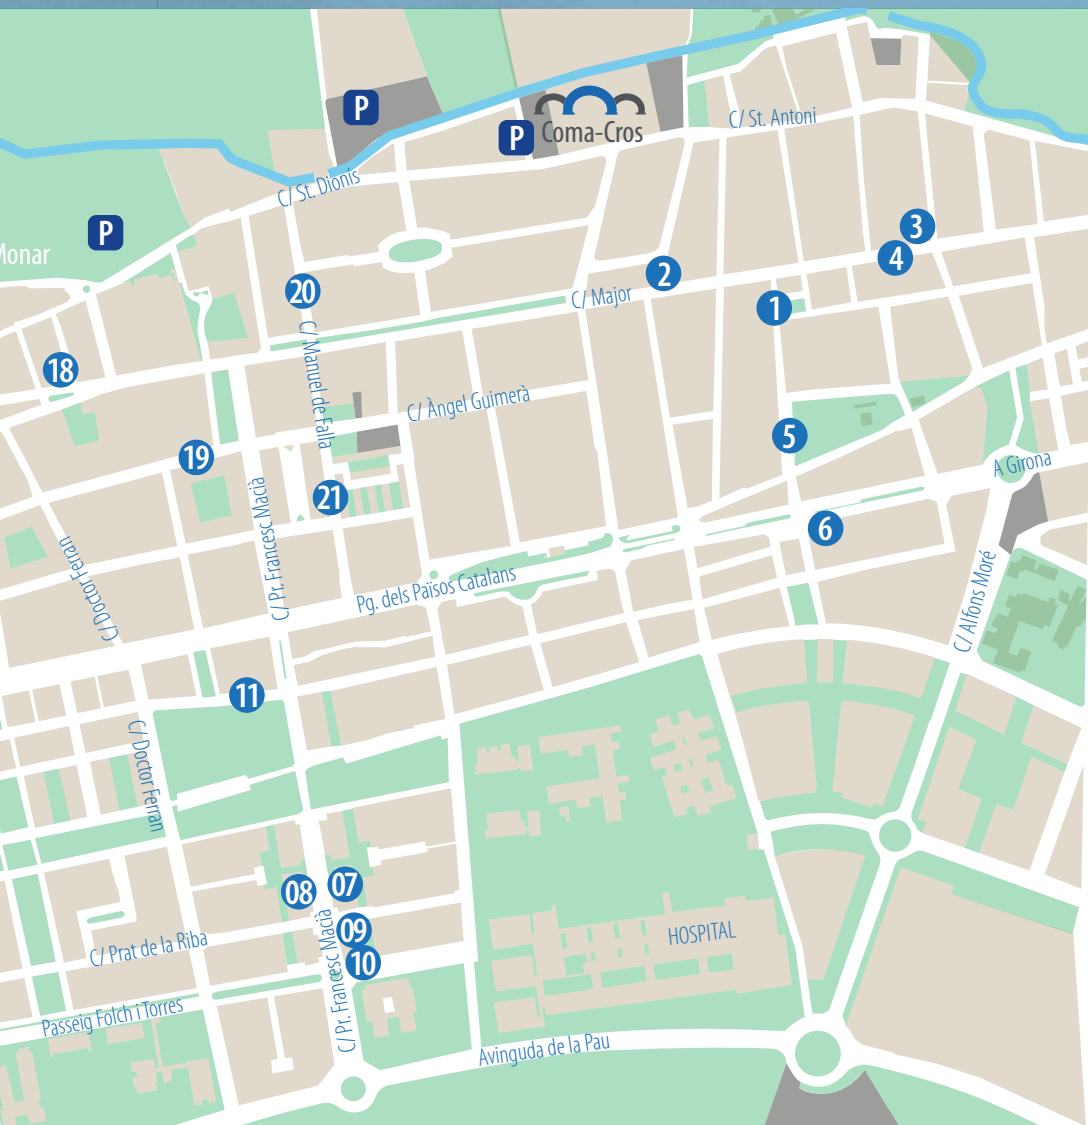 P
P
Coma-Cros
C/ St. Antoni
C/ St. Dionís
P
Monar
3
4
2
20
C/ Major
1
C/ Manuel de Falla
18
C/ Àngel Guimerà
5
19
A Girona
21
6
C/ Pr. Francesc Macià
C/ Doctor Ferran
Pg. dels Països Catalans
C/ Alfons Moré
11
C/ Doctor Ferran
08
07
09
10
C/ Pr. Francesc Macià
C/ Prat de la Riba
HOSPITAL
Passeig Folch i Torres
Avinguda de la Pau